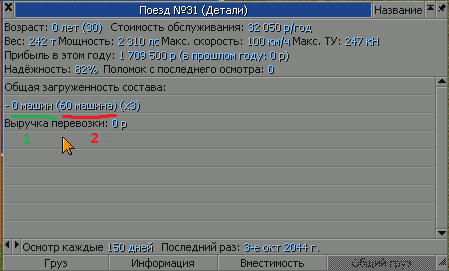 Поезд №31 (Детали) Название
Возраст: 0 лет (30) Стоимость обслуживания: 32 050 р/год
Вес: 242 т Мощность: 2 310 лс Макс. скорость: 100 км/ч Макс. ТУ: 247 кН
Прибыль в этом году: 1 709 500 р (в прошлом году: 0 р)
Надёжность: 82% Поломок с последнего осмотра: 0
Общая загруженность состава:
- 0 машин (60 машина) (x3)
Выручка перевозки: 0 р
1 2
Осмотр каждые 150 дней Последний раз: 3-е окт 2044 г.
Груз Информация Вместимость Общий груз